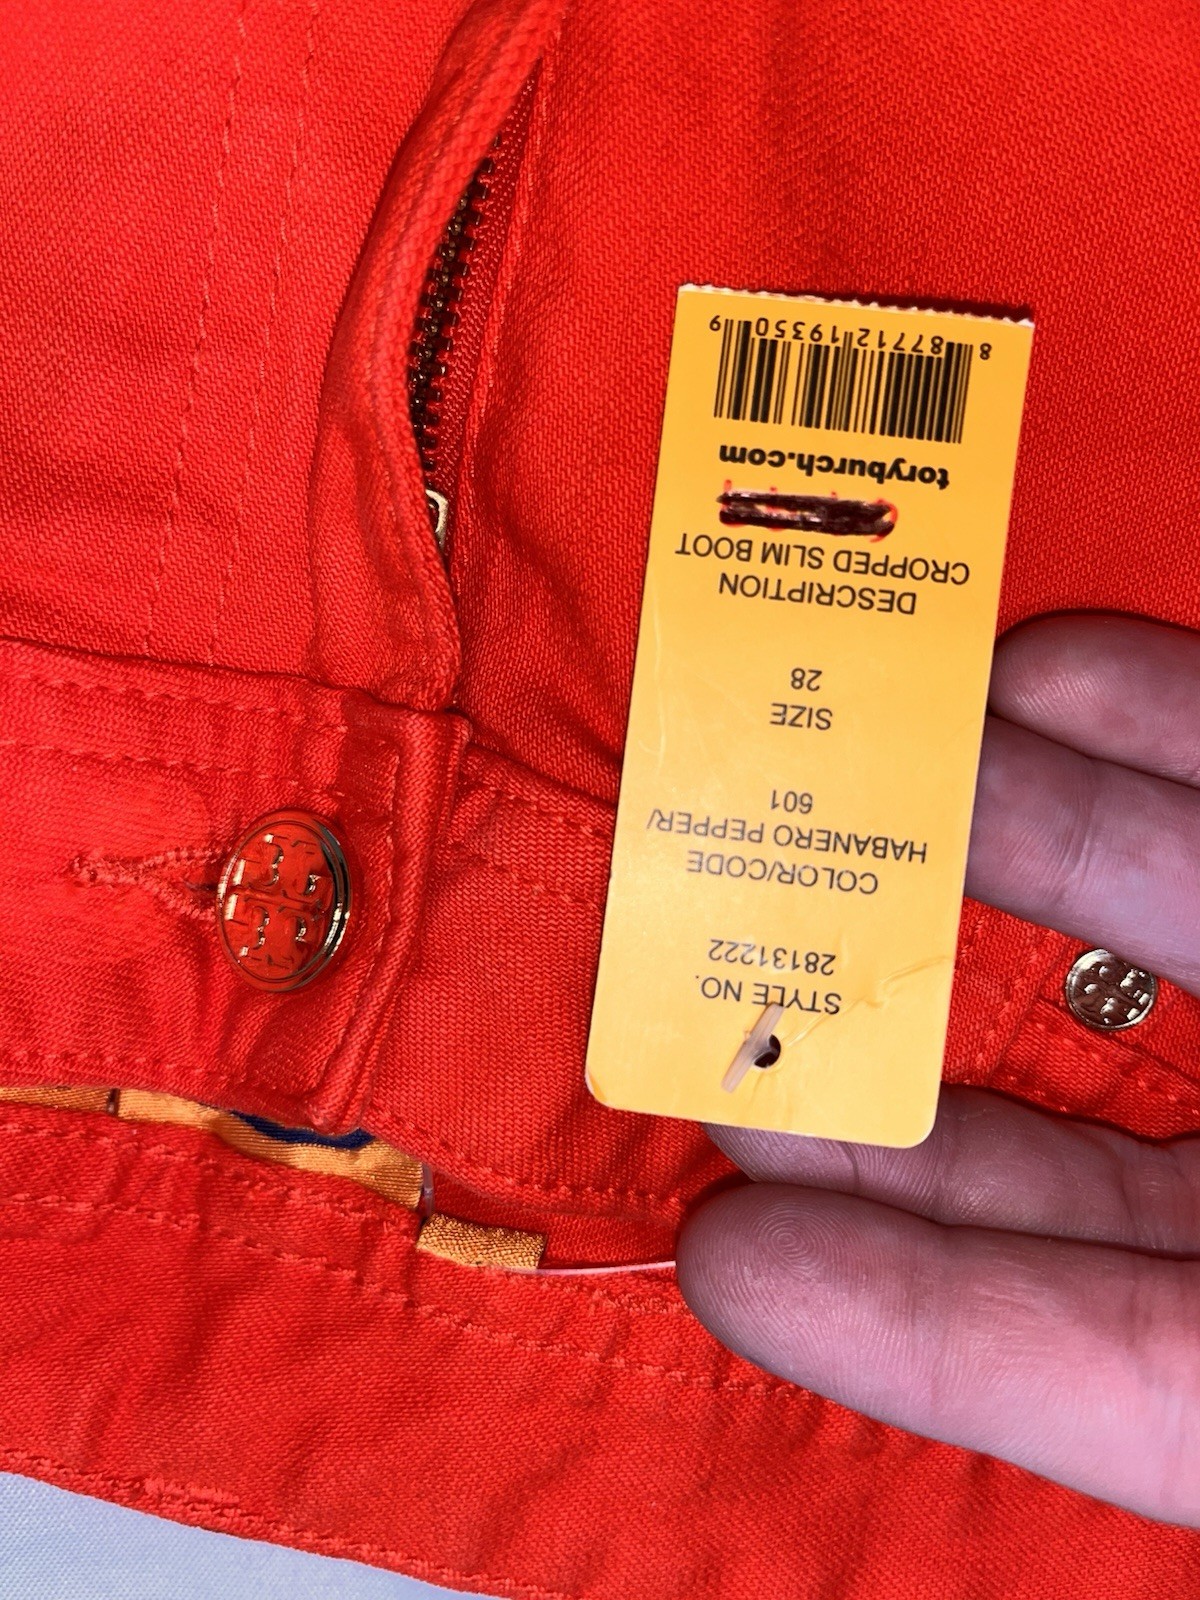 STYLE NO.
28131222
COLOR/CODE
HABANERO PEPPER/
601
SIZE
28
DESCRIPTION
CROPPED SLIM BOOT
toryburch.com
8 87712 19350 9